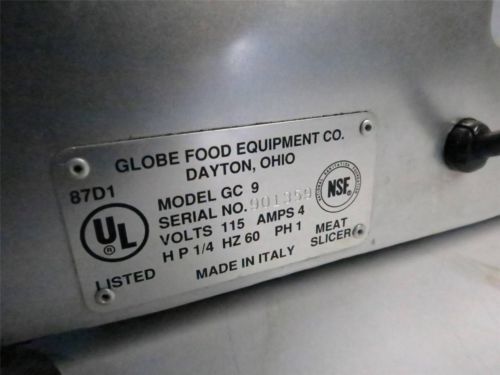 GLOBE FOOD EQUIPMENT CO.
DAYTON, OHIO
87D1
MODEL GC 9
SERIAL NO. 901359
VOLTS 115 AMPS 4
H P 1/4 HZ 60 PH 1
UL
LISTED
NSF
MEAT
SLICER
MADE IN ITALY